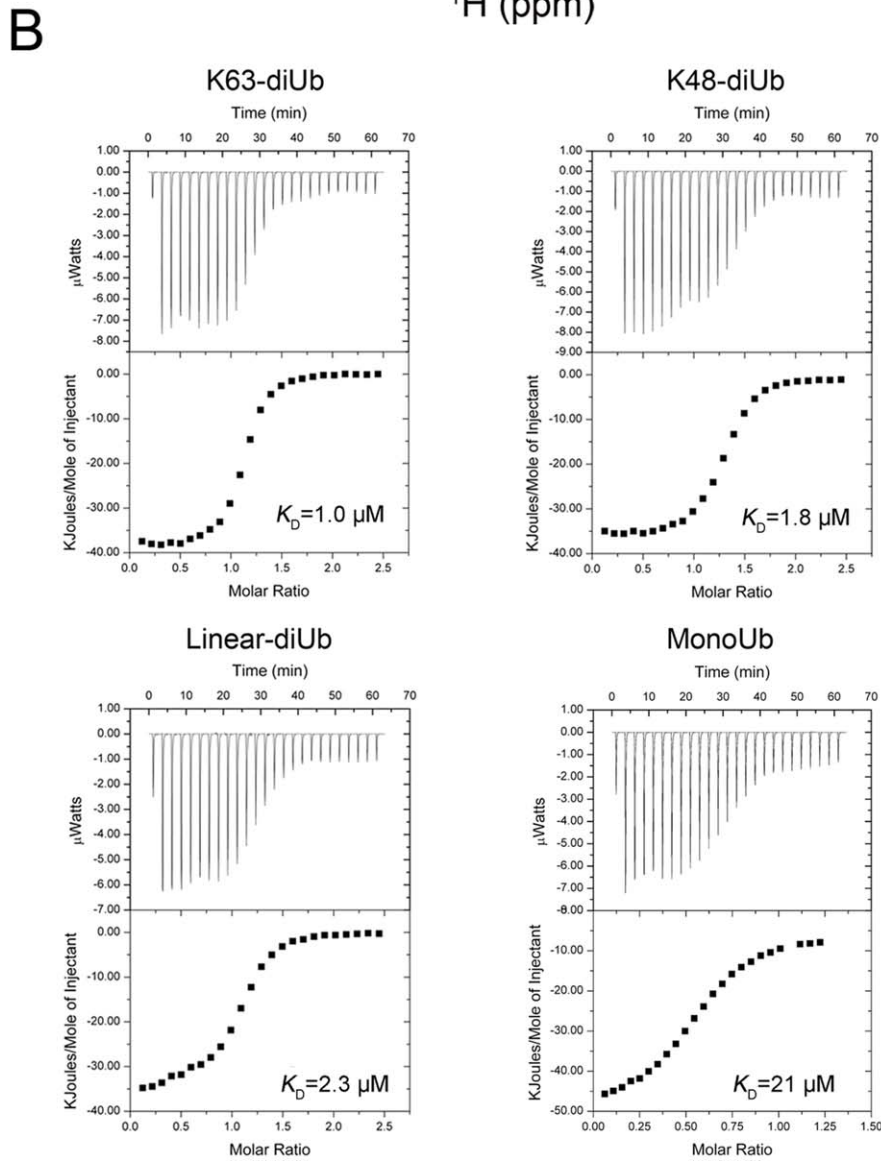 ¹H (ppm)
B
K63-diUb
Time (min)
0 10 20 30 40 50 60 70
1.00
0.00
-1.00
-2.00
-3.00
-4.00
-5.00
-6.00
-7.00
-8.00
µWatts
0.00
-10.00
-20.00
-30.00
-40.00
KJoules/Mole of Injectant
KD=1.0 µM
0.0 0.5 1.0 1.5 2.0 2.5
Molar Ratio
K48-diUb
Time (min)
0 10 20 30 40 50 60 70
1.00
0.00
-1.00
-2.00
-3.00
-4.00
-5.00
-6.00
-7.00
-8.00
-9.00
µWatts
0.00
-10.00
-20.00
-30.00
-40.00
KJoules/Mole of Injectant
KD=1.8 µM
0.0 0.5 1.0 1.5 2.0 2.5
Molar Ratio
Linear-diUb
Time (min)
0 10 20 30 40 50 60 70
1.00
0.00
-1.00
-2.00
-3.00
-4.00
-5.00
-6.00
-7.00
µWatts
0.00
-10.00
-20.00
-30.00
-40.00
KJoules/Mole of Injectant
KD=2.3 µM
0.0 0.5 1.0 1.5 2.0 2.5
Molar Ratio
MonoUb
Time (min)
0 10 20 30 40 50 60 70
1.00
0.00
-1.00
-2.00
-3.00
-4.00
-5.00
-6.00
-7.00
-8.00
µWatts
-10.00
-20.00
-30.00
-40.00
-50.00
KJoules/Mole of Injectant
KD=21 µM
0.00 0.25 0.50 0.75 1.00 1.25 1.50
Molar Ratio